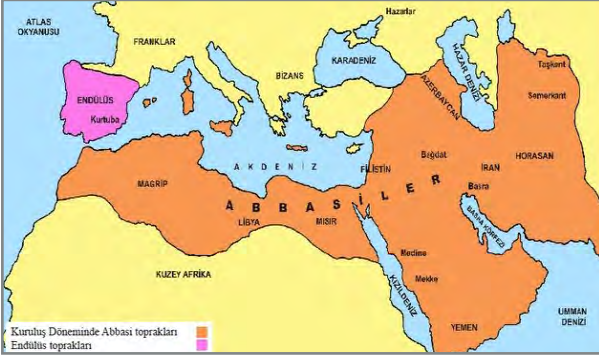 ATLAS
OKYANUSU
Hazarlar
FRANKLAR
KARADENİZ
HAZAR DENİZİ
Taşkent
BİZANS
AZERBAYCAN
Semerkant
ENDÜLÜS
Kurtuba
AKDENİZ
FİLİSTİN
Bağdat
İRAN
HORASAN
MAGRİP
ABBASİLER
Basra
LİBYA
MISIR
BASRA KÖRFEZİ
Medine
KUZEY AFRİKA
Mekke
KIZILDENİZ
UMMAN
DENİZİ
YEMEN
Kuruluş Döneminde Abbasi toprakları
Endülüs toprakları